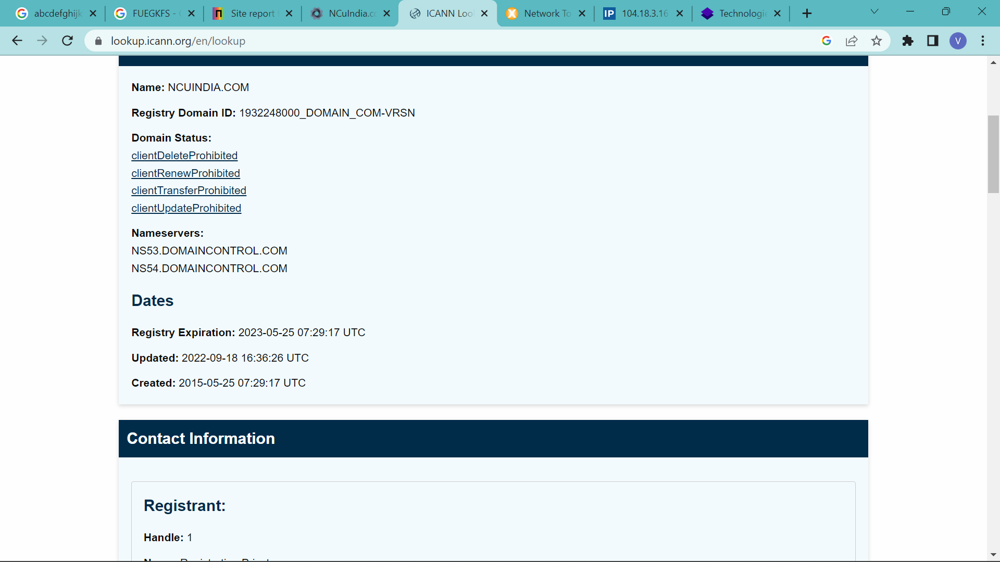 abcdefghijk
FUEGKFS -
Site report
NCuIndia.cc
ICANN Loo
Network To
104.18.3.16
Technologi
lookup.icann.org/en/lookup
V
Name: NCUINDIA.COM
Registry Domain ID: 1932248000_DOMAIN_COM-VRSN
Domain Status:
clientDeleteProhibited
clientRenewProhibited
clientTransferProhibited
clientUpdateProhibited
Nameservers:
NS53.DOMAINCONTROL.COM
NS54.DOMAINCONTROL.COM
Dates
Registry Expiration: 2023-05-25 07:29:17 UTC
Updated: 2022-09-18 16:36:26 UTC
Created: 2015-05-25 07:29:17 UTC
Contact Information
Registrant:
Handle: 1